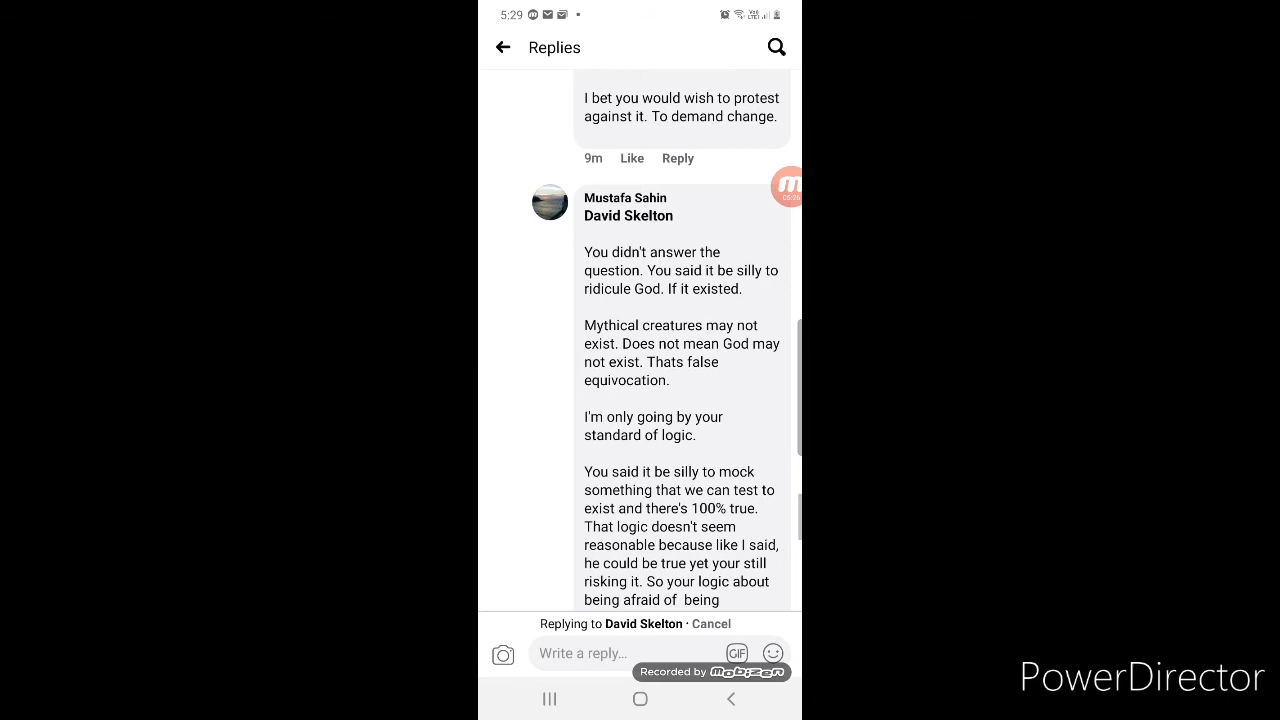 5:29
VoD
LTE1
Replies
I bet you would wish to protest
against it. To demand change.
9m Like Reply
Mustafa Sahin
David Skelton
05:26
You didn't answer the
question. You said it be silly to
ridicule God. If it existed.
Mythical creatures may not
exist. Does not mean God may
not exist. Thats false
equivocation.
I'm only going by your
standard of logic.
You said it be silly to mock
something that we can test to
exist and there's 100% true.
That logic doesn't seem
reasonable because like I said,
he could be true yet your still
risking it. So your logic about
being afraid of being
Replying to David Skelton · Cancel
Write a reply...
GIF
Recorded by mobizen
PowerDirector